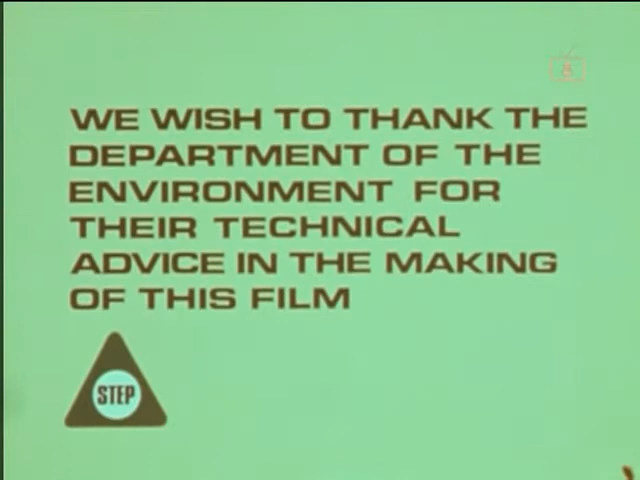 WE WISH TO THANK THE
DEPARTMENT OF THE
ENVIRONMENT FOR
THEIR TECHNICAL
ADVICE IN THE MAKING
OF THIS FILM
STEP